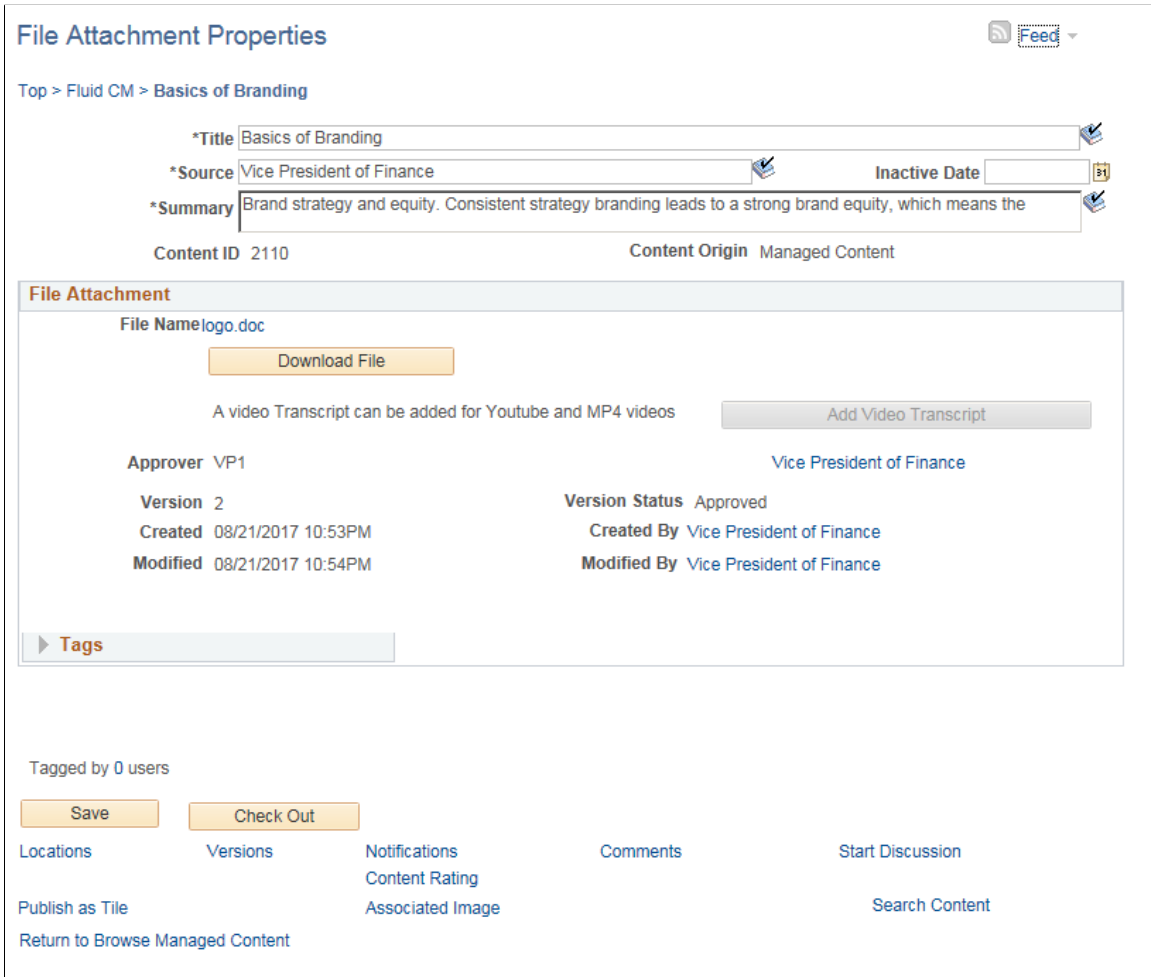 File Attachment Properties
Feed
Top > Fluid CM > Basics of Branding
*Title Basics of Branding
*Source Vice President of Finance
Inactive Date
31
*Summary Brand strategy and equity. Consistent strategy branding leads to a strong brand equity, which means the
Content ID 2110
Content Origin Managed Content
File Attachment
File Name logo.doc
Download File
A video Transcript can be added for Youtube and MP4 videos
Add Video Transcript
Approver VP1
Vice President of Finance
Version 2
Version Status Approved
Created 08/21/2017 10:53PM
Created By Vice President of Finance
Modified 08/21/2017 10:54PM
Modified By Vice President of Finance
Tags
Tagged by 0 users
Save
Check Out
Locations
Versions
Notifications
Comments
Start Discussion
Content Rating
Publish as Tile
Associated Image
Search Content
Return to Browse Managed Content